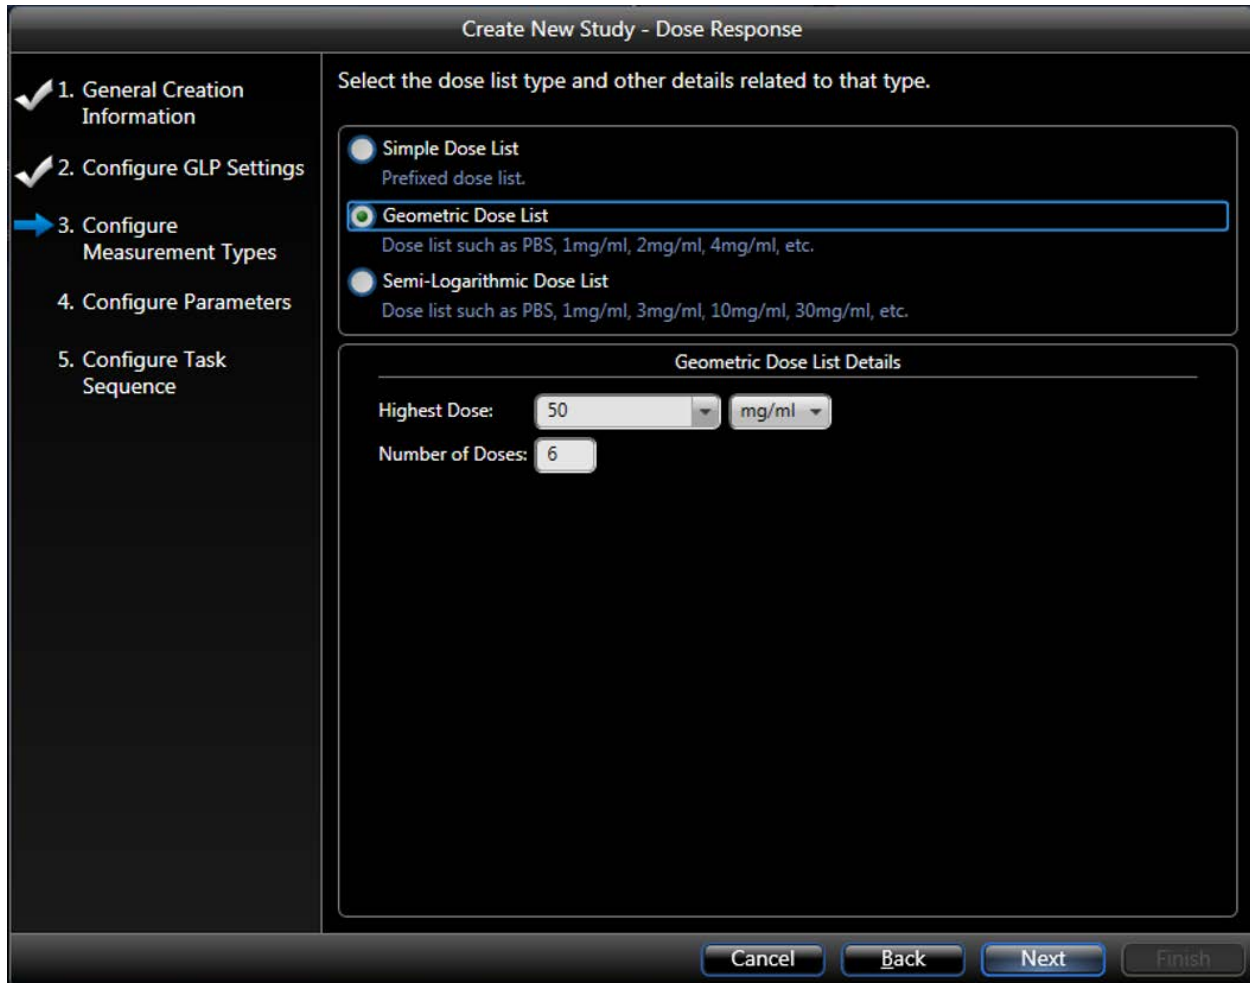 Create New Study - Dose Response
1. General Creation
Information
2. Configure GLP Settings
3. Configure
Measurement Types
4. Configure Parameters
5. Configure Task
Sequence
Select the dose list type and other details related to that type.
Simple Dose List
Prefixed dose list.
Geometric Dose List
Dose list such as PBS, 1mg/ml, 2mg/ml, 4mg/ml, etc.
Semi-Logarithmic Dose List
Dose list such as PBS, 1mg/ml, 3mg/ml, 10mg/ml, 30mg/ml, etc.
Geometric Dose List Details
Highest Dose: 50 mg/ml
Number of Doses: 6
Cancel Back Next Finish